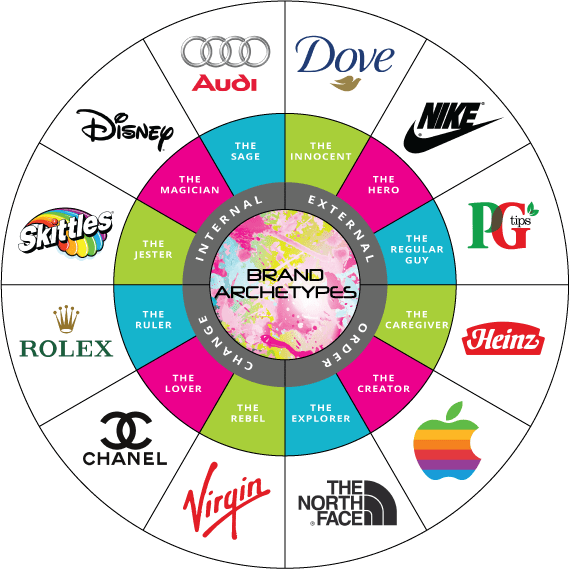 BRAND
ARCHETYPES
INTERNAL
EXTERNAL
ORDER
CHANGE
THE
INNOCENT
Dove
THE
HERO
NIKE
THE
REGULAR
GUY
PG
tips
THE
CAREGIVER
Heinz
THE
CREATOR
THE
EXPLORER
THE
NORTH
FACE
THE
REBEL
Virgin
THE
LOVER
CHANEL
THE
RULER
ROLEX
THE
JESTER
Skittles
THE
MAGICIAN
Disney
THE
SAGE
Audi